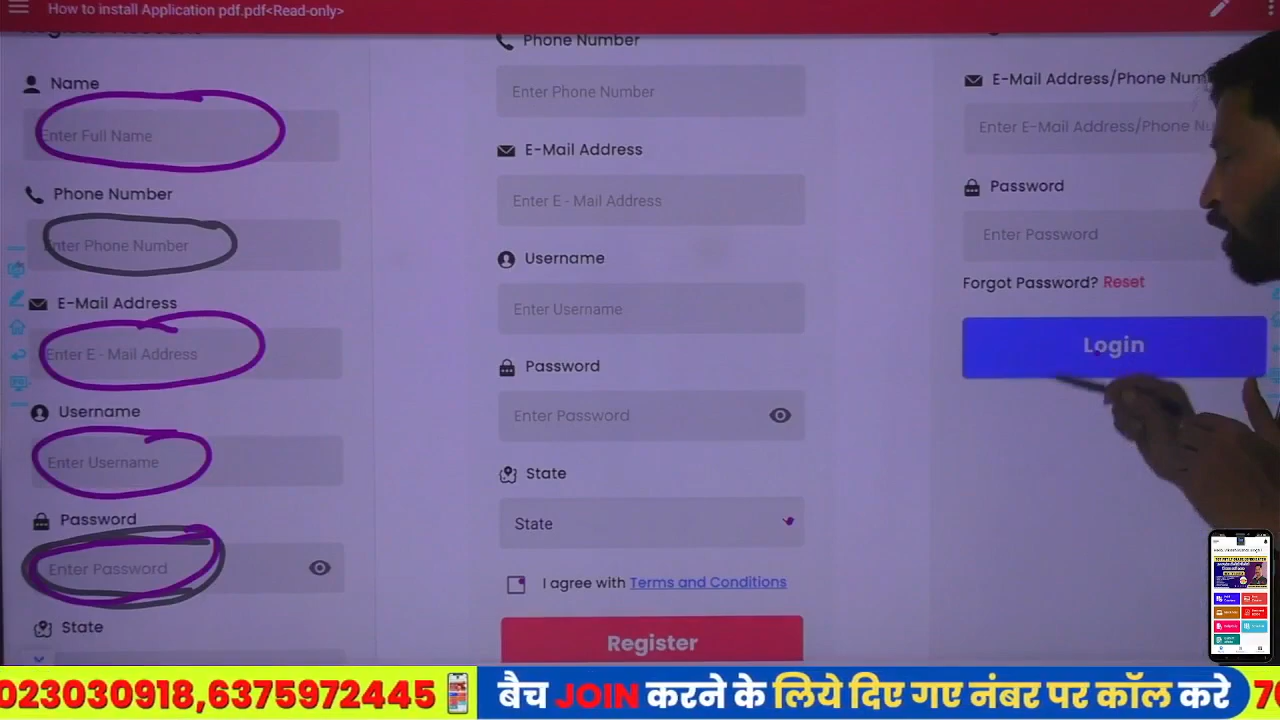 How to install Application pdf.pdf<Read-only>
Register Account
Name
Enter Full Name
Phone Number
Enter Phone Number
E-Mail Address
Enter E - Mail Address
Username
Enter Username
Password
Enter Password
State
Phone Number
Enter Phone Number
E-Mail Address
Enter E - Mail Address
Username
Enter Username
Password
Enter Password
State
State
I agree with Terms and Conditions
Register
E-Mail Address/Phone Num
Enter E-Mail Address/Phone Nu
Password
Enter Password
Forgot Password? Reset
Login
023030918,6375972445 बैच JOIN करने के लिये दिए गए नंबर पर कॉल करे 70